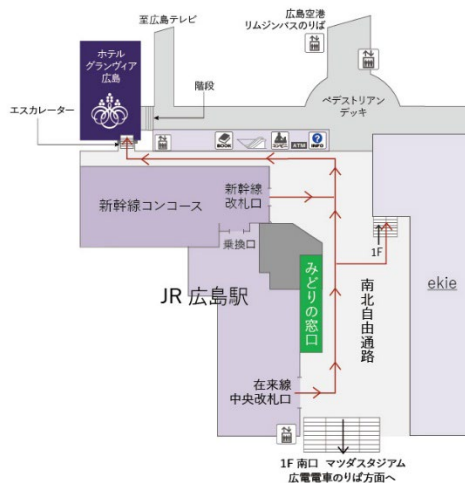 至広島テレビ
広島空港
リムジンバスのりば
ホテル
グランヴィア
広島
階段
エスカレーター
ペデストリアン
デッキ
BOOK
ATM
INFO
新幹線コンコース
新幹線
改札口
乗換口
1F
ekie
みどりの窓口
JR 広島駅
南北自由通路
在来線
中央改札口
1F 南口 マツダスタジアム
広電電車のりば方面へ